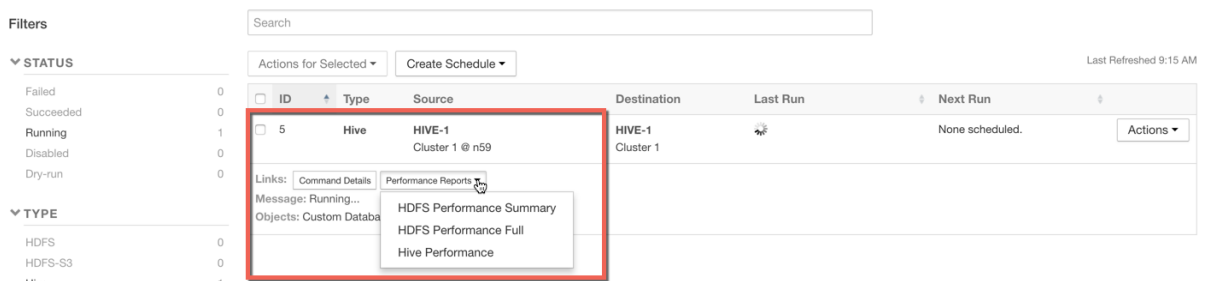 Filters
Search
STATUS
Failed 0
Succeeded 0
Running 1
Disabled 0
Dry-run 0
TYPE
HDFS 0
HDFS-S3 0
Actions for Selected
Create Schedule
Last Refreshed 9:15 AM
ID Type Source Destination Last Run Next Run
5 Hive HIVE-1 HIVE-1 None scheduled. Actions
Cluster 1 @ n59 Cluster 1
Links: Command Details Performance Reports
Message: Running...
Objects: Custom Databa
HDFS Performance Summary
HDFS Performance Full
Hive Performance